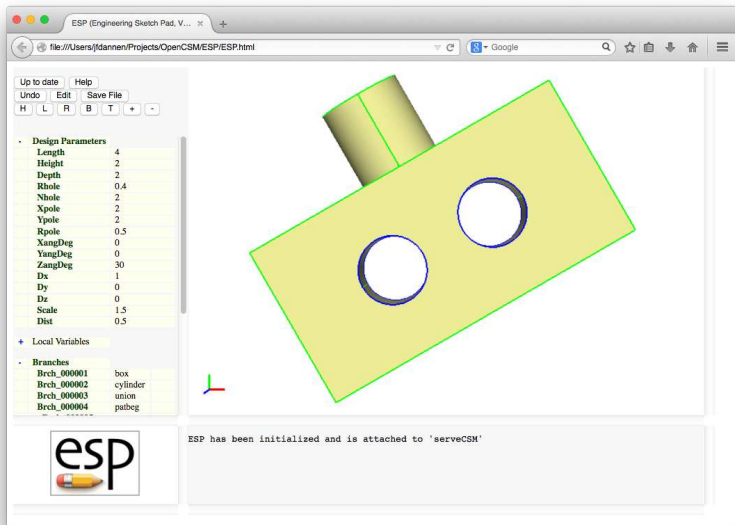 ESP (Engineering Sketch Pad, V...
file:///Users/jfdannen/Projects/OpenCSM/ESP/ESP.html
Google
Up to date Help
Undo Edit Save File
H L R B T + -
- Design Parameters
Length 4
Height 2
Depth 2
Rhole 0.4
Nhole 2
Xpole 2
Ypole 2
Rpole 0.5
XangDeg 0
YangDeg 0
ZangDeg 30
Dx 1
Dy 0
Dz 0
Scale 1.5
Dist 0.5
+ Local Variables
- Branches
Brch_000001 box
Brch_000002 cylinder
Brch_000003 union
Brch_000004 patbeg
ESP has been initialized and is attached to 'serveCSM'
esp